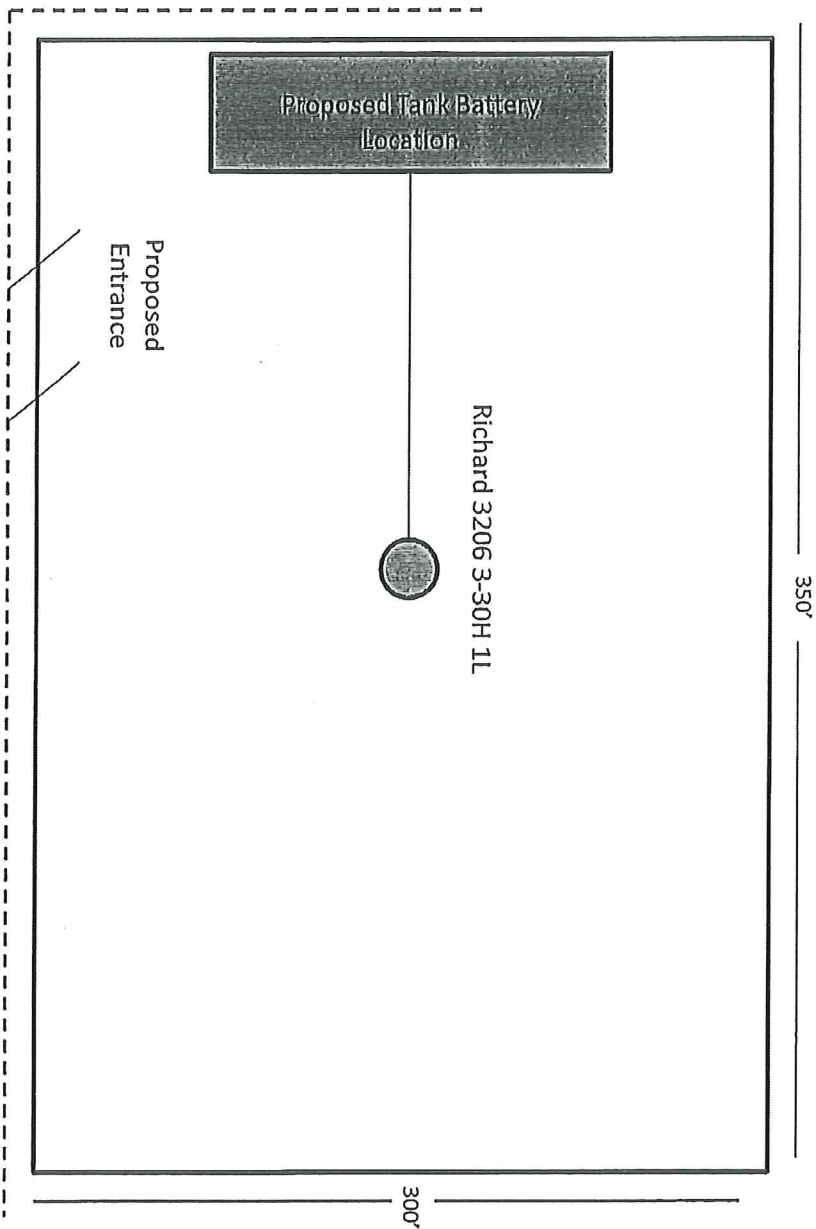 Proposed Tank Battery
Location
Proposed
Entrance
Richard 3206 3-30H 1L
350'
300'